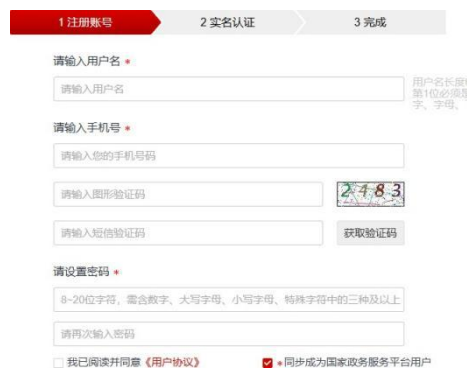 1 注册账号
2 实名认证
3 完成
请输入用户名 *
请输入用户名
用户名长度
第1位必须是
字、字母、
请输入手机号 *
请输入您的手机号码
请输入图形验证码
2483
请输入短信验证码
获取验证码
请设置密码 *
8~20位字符，需含数字、大写字母、小写字母、特殊字符中的三种及以上
请再次输入密码
我已阅读并同意《用户协议》
* 同步成为国家政务服务平台用户